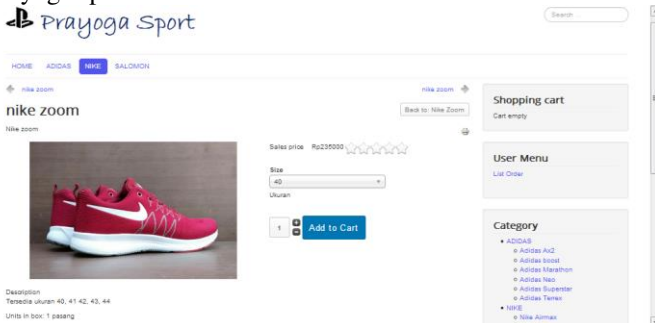 Prayoga Sport
Search ...
HOME ADIDAS NIKE SALOMON
nike zoom
nike zoom
nike zoom
Back to: Nike Zoom
Nike zoom
Sales price Rp235000
Size
40
Ukuran
1
Add to Cart
Description
Tersedia ukuran 40, 41 42, 43, 44
Units in box: 1 pasang
Shopping cart
Cart empty
User Menu
List Order
Category
ADIDAS
Adidas Ax2
Adidas boost
Adidas Marathon
Adidas Neo
Adidas Superster
Adidas Terrex
NIKE
Nike Airmax